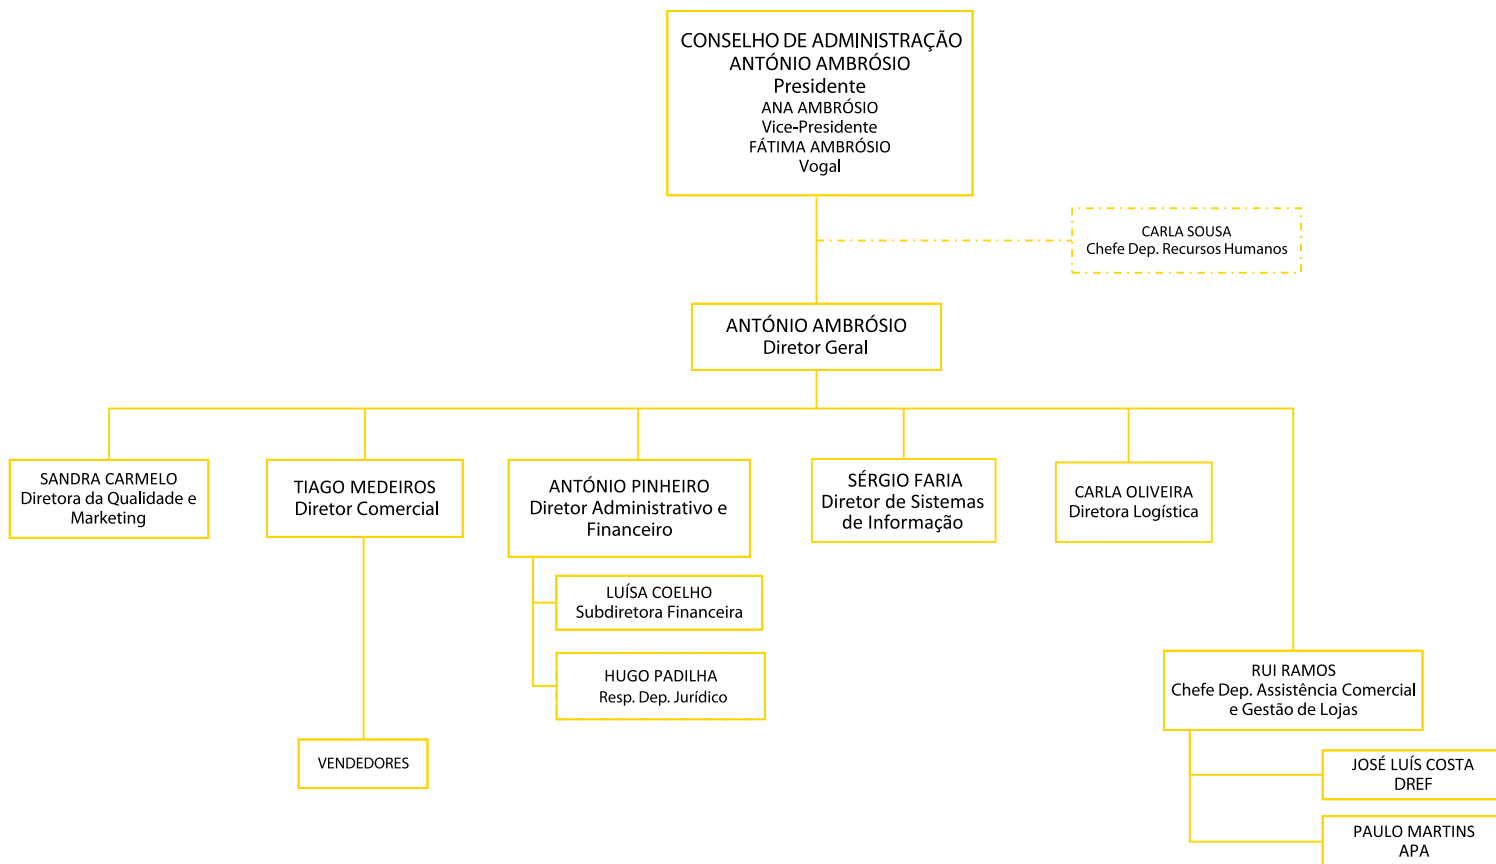 CONSELHO DE ADMINISTRAÇÃO
ANTÓNIO AMBRÓSIO
Presidente
ANA AMBRÓSIO
Vice-Presidente
FÁTIMA AMBRÓSIO
Vogal
CARLA SOUSA
Chefe Dep. Recursos Humanos
ANTÓNIO AMBRÓSIO
Diretor Geral
SANDRA CARMELO
Diretora da Qualidade e
Marketing
TIAGO MEDEIROS
Diretor Comercial
ANTÓNIO PINHEIRO
Diretor Administrativo e
Financeiro
SÉRGIO FARIA
Diretor de Sistemas
de Informação
CARLA OLIVEIRA
Diretora Logística
LUÍSA COELHO
Subdiretora Financeira
HUGO PADILHA
Resp. Dep. Jurídico
RUI RAMOS
Chefe Dep. Assistência Comercial
e Gestão de Lojas
VENDEDORES
JOSÉ LUÍS COSTA
DREF
PAULO MARTINS
APA